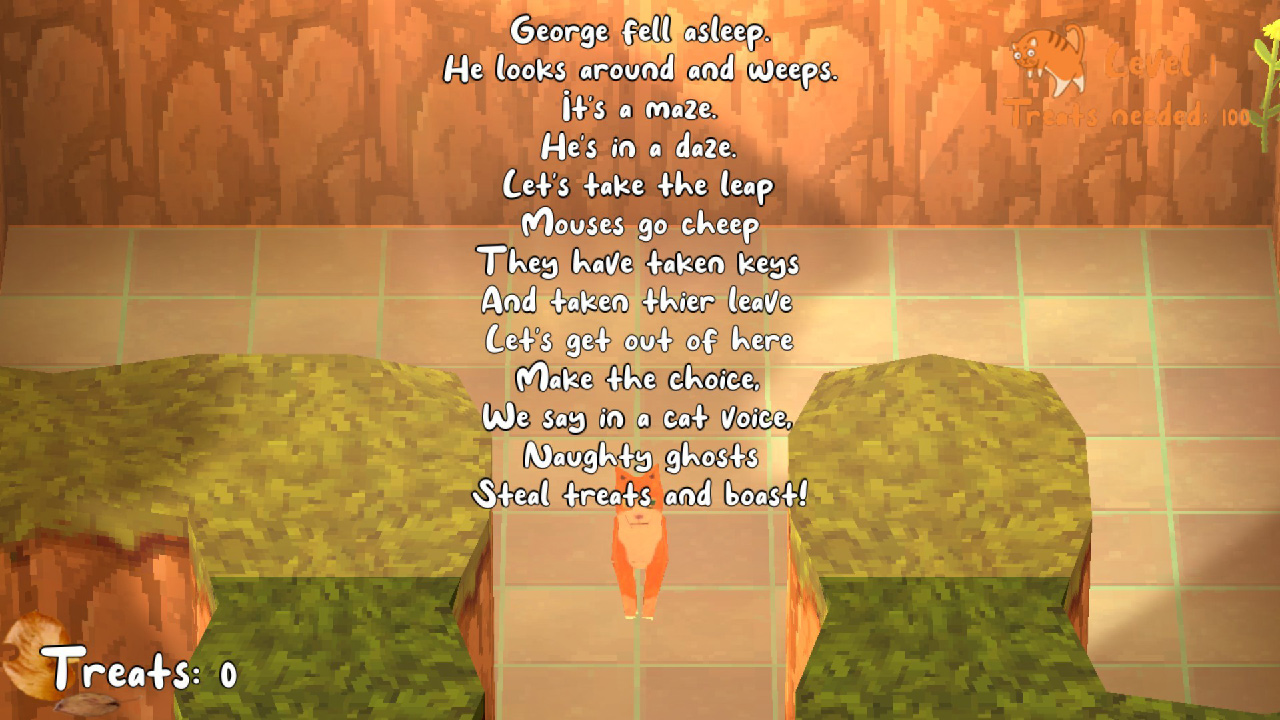 George fell asleep.
He looks around and weeps.
It's a maze.
He's in a daze.
Let's take the leap
Mouses go cheep
They have taken keys
And taken thier leave
Let's get out of here
Make the choice,
We say in a cat voice,
Naughty ghosts
Steal treats and boast!
Level 1
Treats needed: 100
Treats: 0